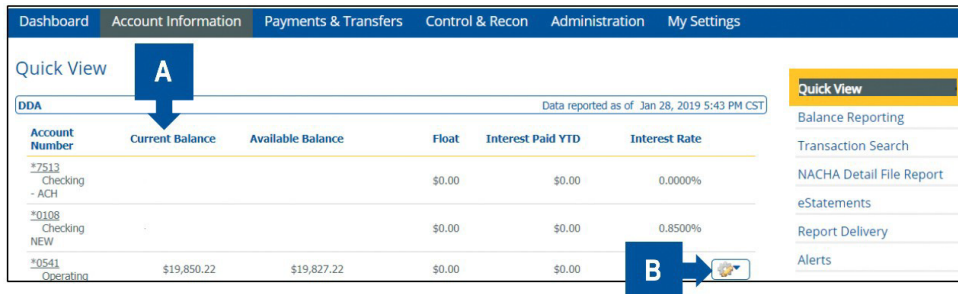 Dashboard Account Information Payments & Transfers Control & Recon Administration My Settings
Quick View
A
Quick View
DDA Data reported as of Jan 28, 2019 5:43 PM CST
Balance Reporting
Account Number Current Balance Available Balance Float Interest Paid YTD Interest Rate
Transaction Search
*7513
Checking $0.00 $0.00 0.0000%
- ACH
NACHA Detail File Report
eStatements
*0108
Checking $0.00 $0.00 0.8500%
NEW
Report Delivery
*0541
Operating $19,850.22 $19,827.22 $0.00 $0.00
B
Alerts